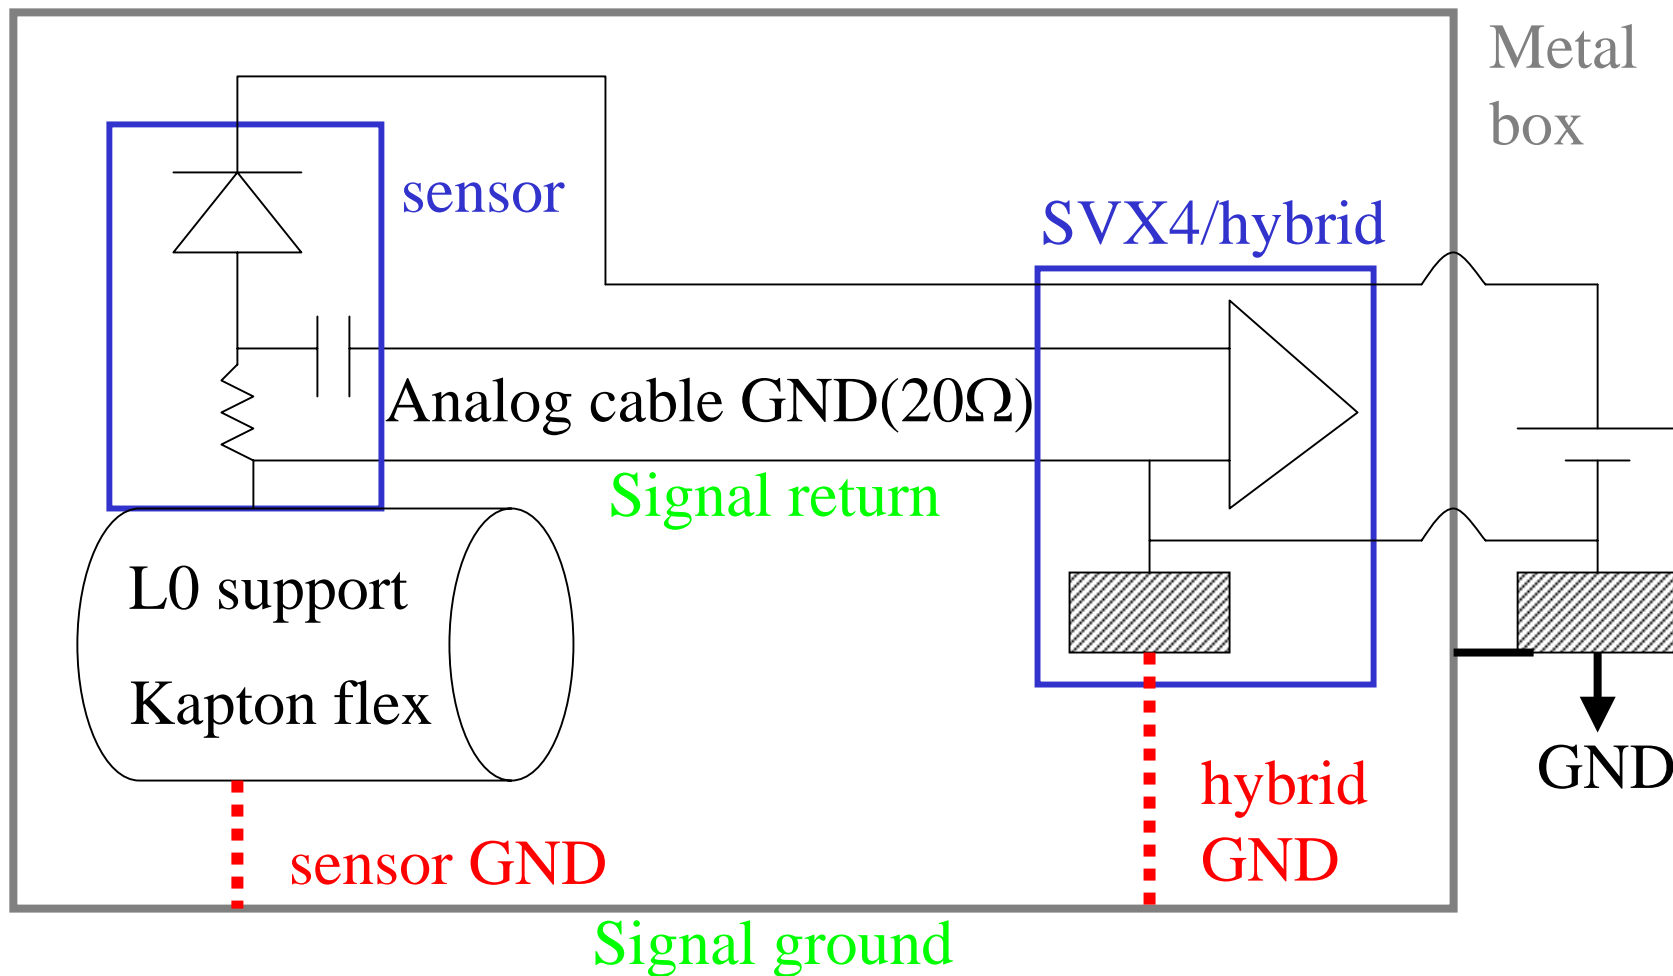 Metal
box
sensor
SVX4/hybrid
Analog cable GND(20Ω)
Signal return
L0 support
Kapton flex
GND
hybrid
GND
sensor GND
Signal ground